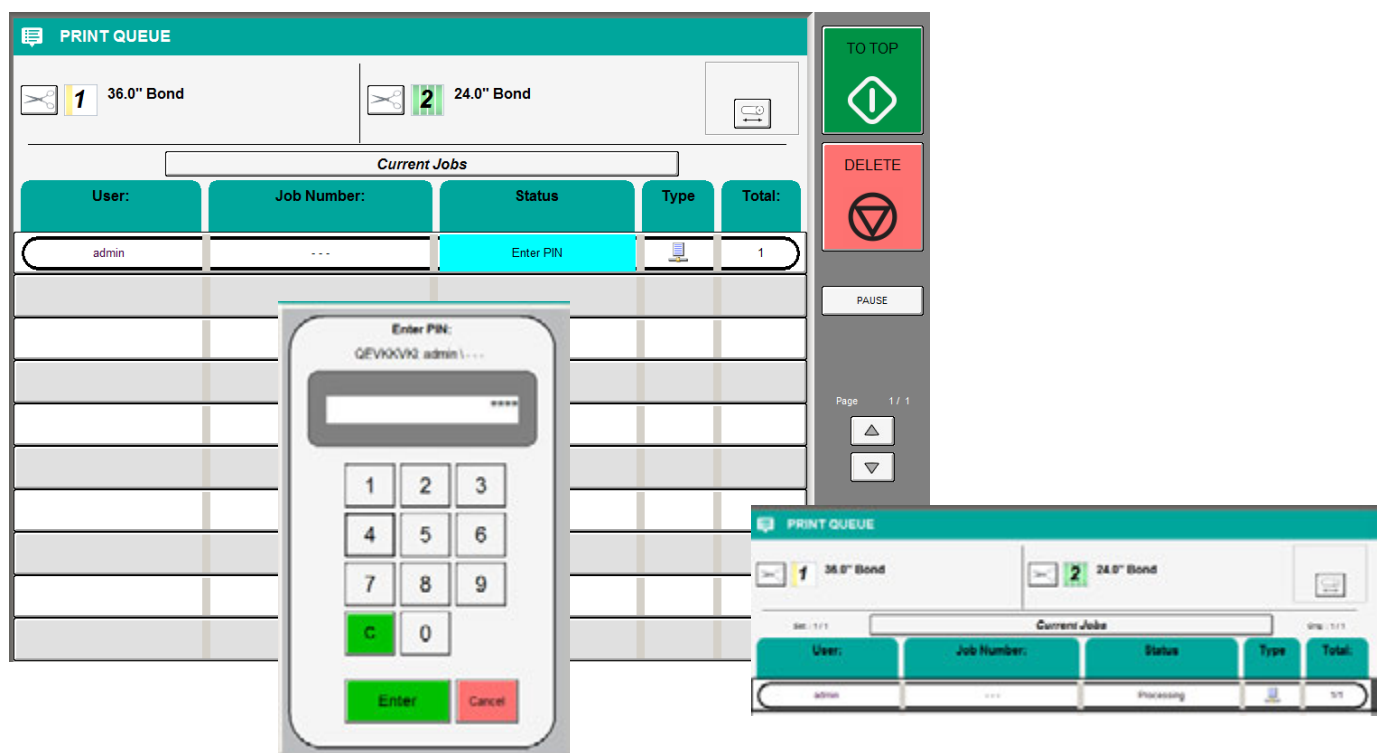 PRINT QUEUE
1 36.0" Bond
2 24.0" Bond
Current Jobs
User: Job Number: Status Type Total:
admin - - - Enter PIN 1
TO TOP
DELETE
PAUSE
Page 1 / 1
Enter PIN:
QEVKKVKI: admin \ - - -
****
1 2 3
4 5 6
7 8 9
C 0
Enter Cancel
PRINT QUEUE
1 36.0" Bond
2 24.0" Bond
Set : 1 / 1 Current Jobs Orig : 1 / 1
User: Job Number: Status Type Total:
admin - - - Processing 1/1